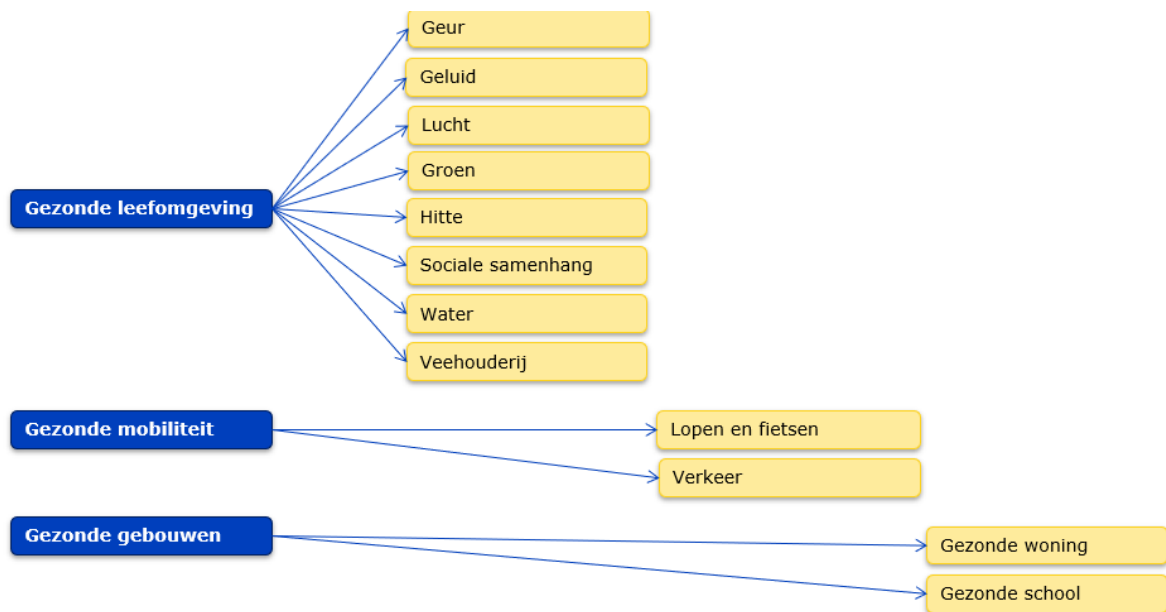 Geur
Geluid
Lucht
Groen
Gezonde leefomgeving
Hitte
Sociale samenhang
Water
Veehouderij
Gezonde mobiliteit
Lopen en fietsen
Verkeer
Gezonde gebouwen
Gezonde woning
Gezonde school